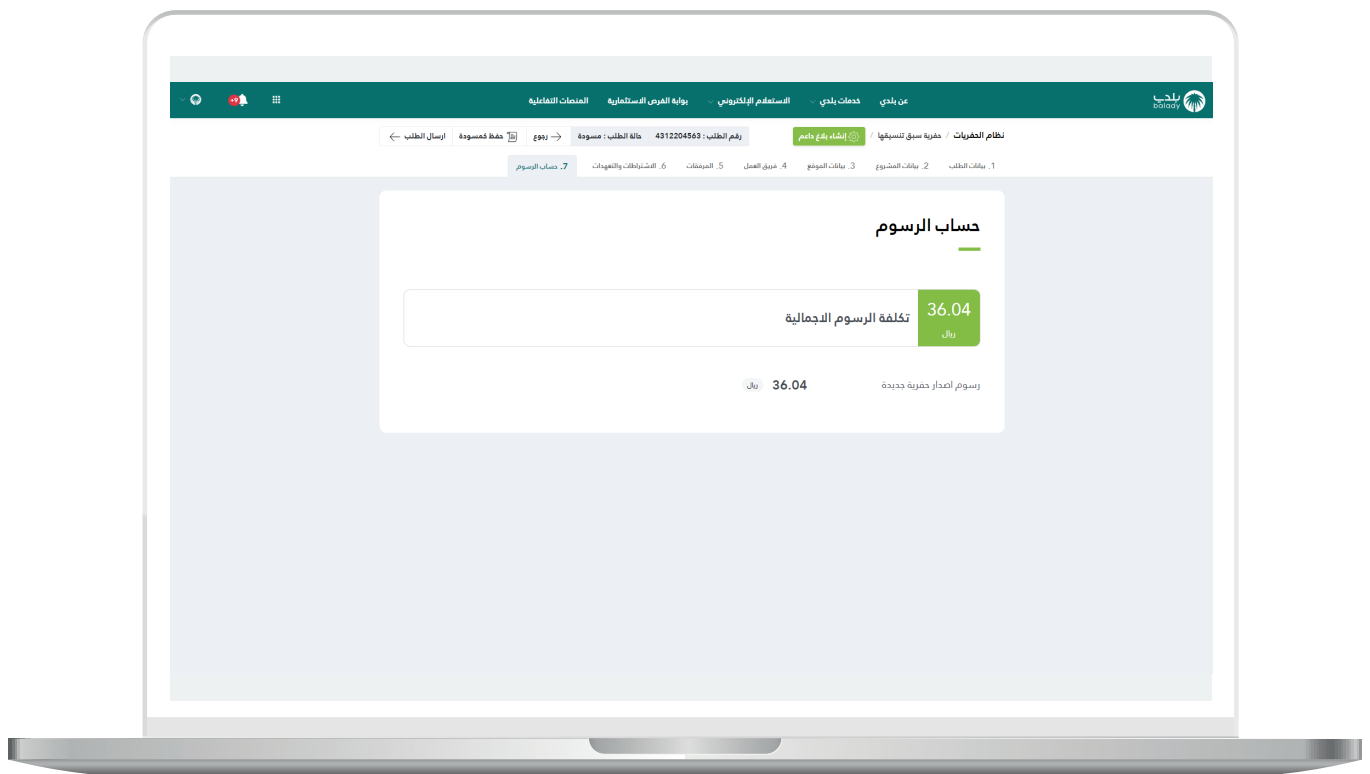 بلدي balady
عن بلدي خدمات بلدي الاستعلام الإلكتروني بوابة الفرص الاستثمارية المنصات التفاعلية
+9
نظام الحفريات / حفرية سبق تنسيقها / إنشاء بلاغ داعم رقم الطلب : 4312204563 حالة الطلب : مسودة رجوع حفظ كمسودة ارسال الطلب
1. بيانات الطلب 2. بيانات المشروع 3. بيانات الموقع 4. فريق العمل 5. المرفقات 6. الاشتراطات والتعهدات 7. حساب الرسوم
حساب الرسوم
36.04
ريال
تكلفة الرسوم الاجمالية
رسوم اصدار حفرية جديدة 36.04 ريال